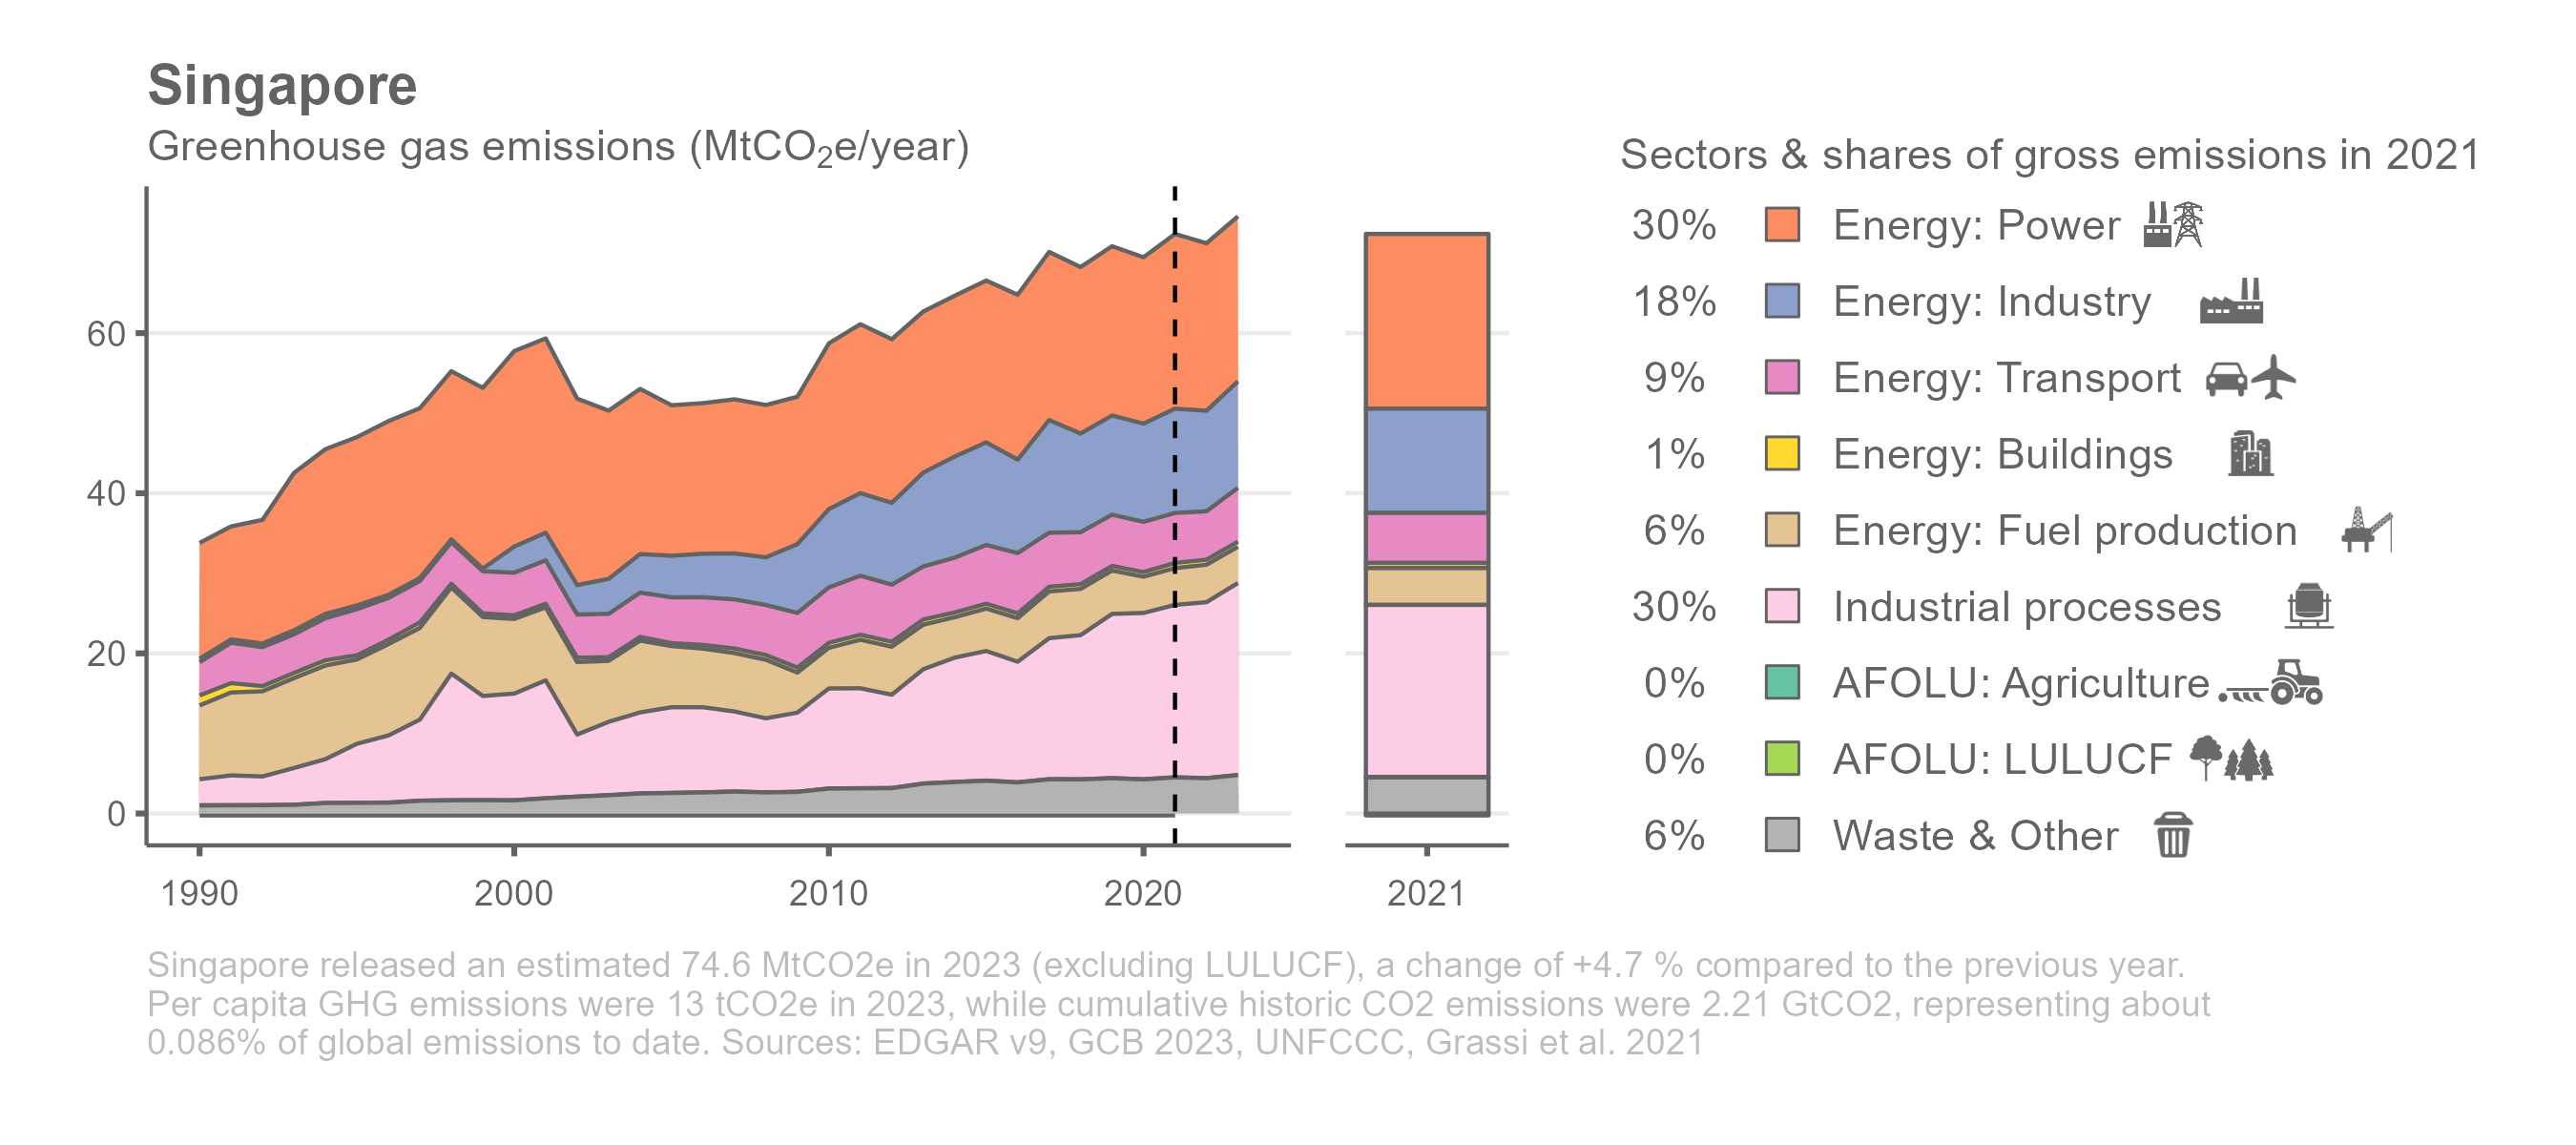 Singapore
Greenhouse gas emissions (MtCO₂e/year)
60
40
20
0
1990
2000
2010
2020
2021
Sectors & shares of gross emissions in 2021
30% Energy: Power
18% Energy: Industry
9% Energy: Transport
1% Energy: Buildings
6% Energy: Fuel production
30% Industrial processes
0% AFOLU: Agriculture
0% AFOLU: LULUCF
6% Waste & Other
Singapore released an estimated 74.6 MtCO2e in 2023 (excluding LULUCF), a change of +4.7 % compared to the previous year.
Per capita GHG emissions were 13 tCO2e in 2023, while cumulative historic CO2 emissions were 2.21 GtCO2, representing about
0.086% of global emissions to date. Sources: EDGAR v9, GCB 2023, UNFCCC, Grassi et al. 2021